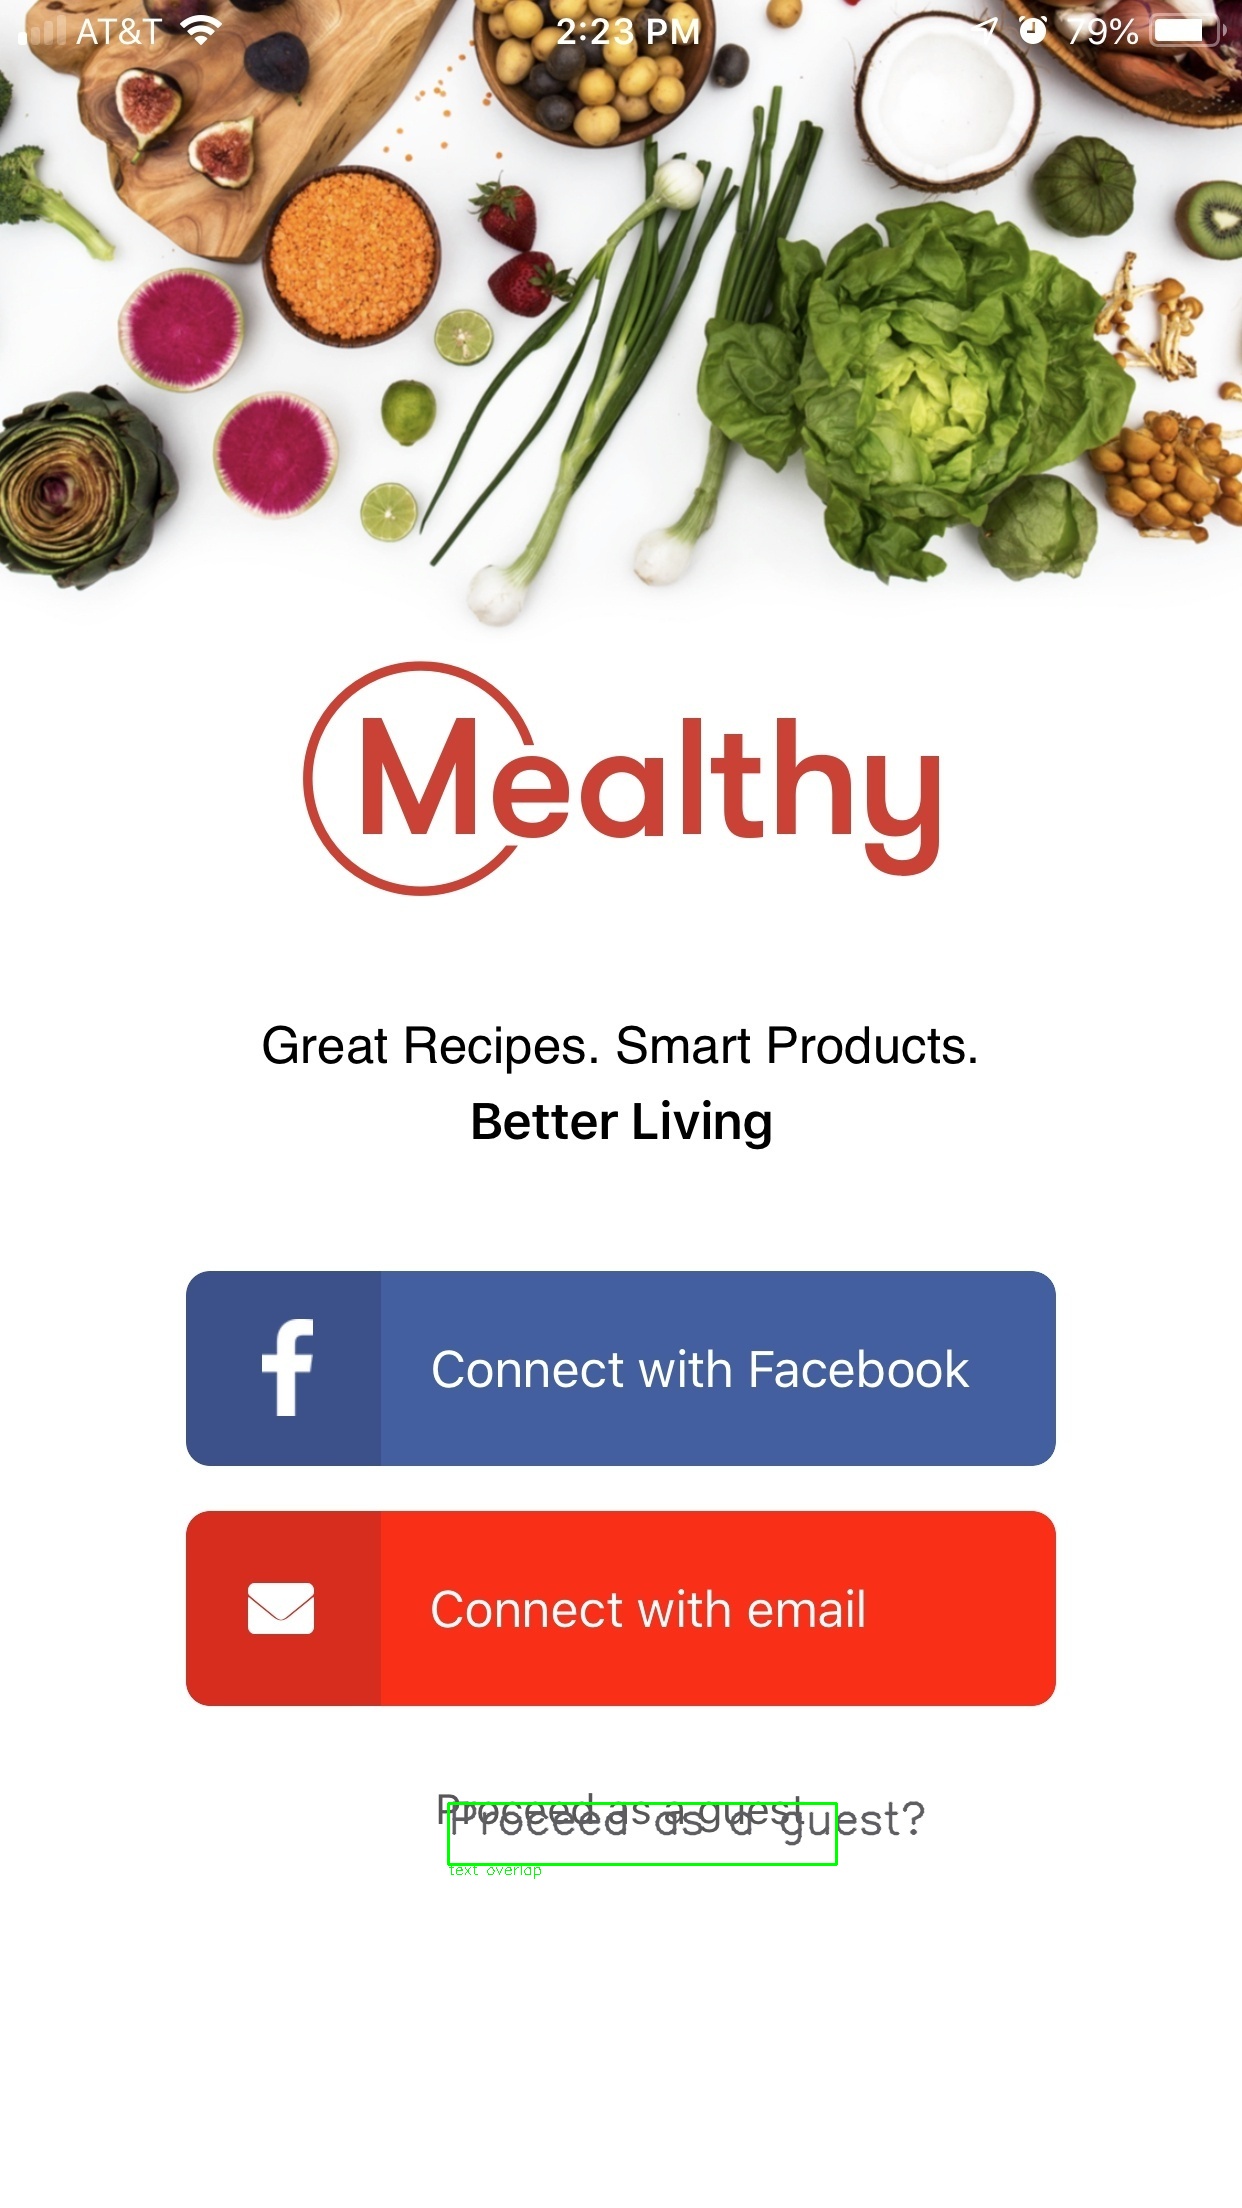 AT&T 2:23 PM 79%
Mealthy
Great Recipes. Smart Products.
Better Living
Connect with Facebook
Connect with email
Proceed as a guest
Proceed as a guest?
text overlap